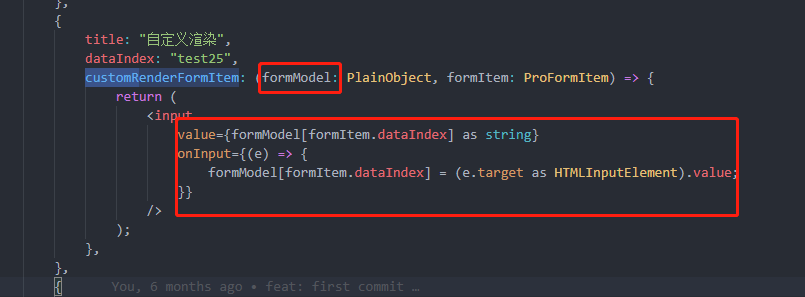 },
{
title: "自定义渲染",
dataIndex: "test25",
customRenderFormItem: (formModel: PlainObject, formItem: ProFormItem) => {
return (
<input
value={formModel[formItem.dataIndex] as string}
onInput={(e) => {
formModel[formItem.dataIndex] = (e.target as HTMLInputElement).value;
}}
/>
);
},
},
{ You, 6 months ago • feat: first commit …